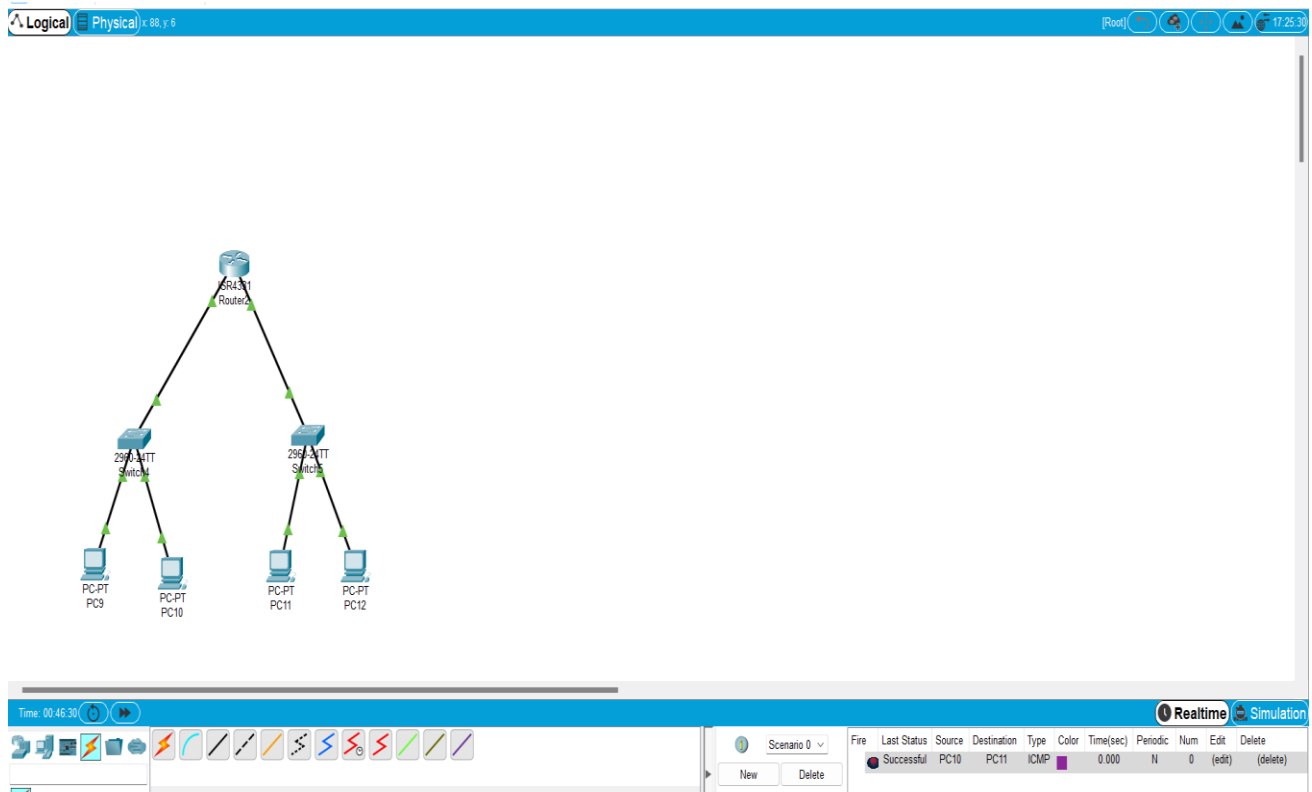 Logical Physical x: 88, y: 6 [Root] 17:25:30
ISR4331
Router2
2960-24TT
Switch4
2960-24TT
Switch5
PC-PT
PC9
PC-PT
PC10
PC-PT
PC11
PC-PT
PC12
Time: 00:46:30 Realtime Simulation
Scenario 0
New Delete
Fire Last Status Source Destination Type Color Time(sec) Periodic Num Edit Delete
Successful PC10 PC11 ICMP 0.000 N 0 (edit) (delete)